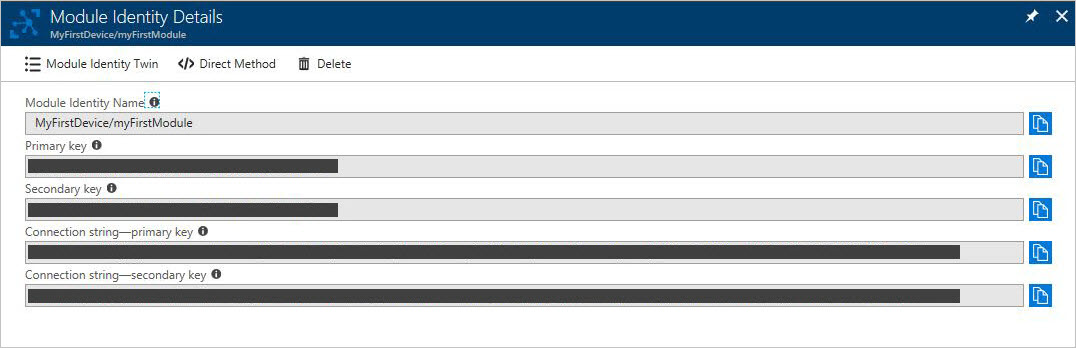 Module Identity Details
MyFirstDevice/myFirstModule
Module Identity Twin Direct Method Delete
Module Identity Name
MyFirstDevice/myFirstModule
Primary key
Secondary key
Connection string—primary key
Connection string—secondary key